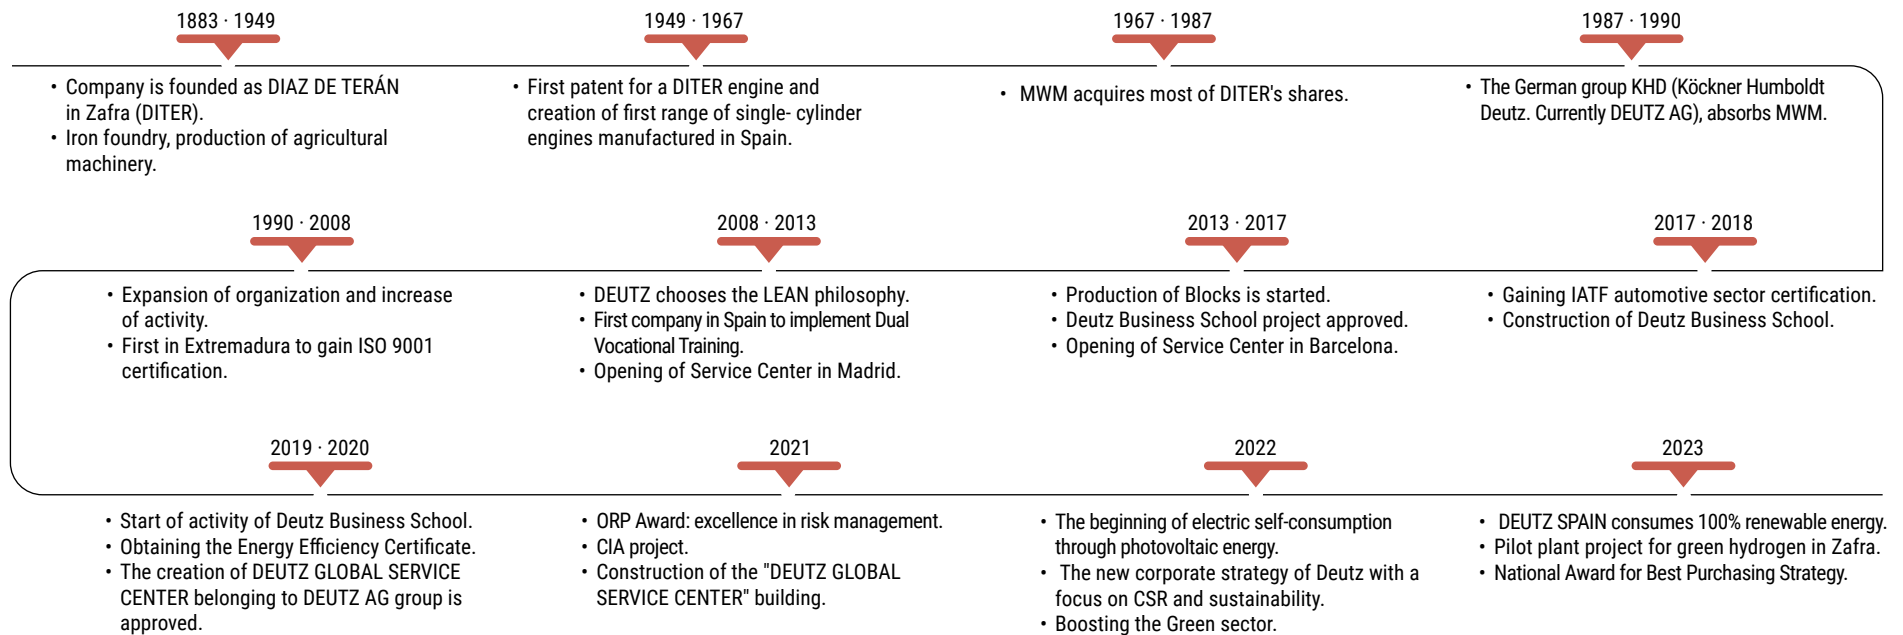 1883 · 1949
• Company is founded as DIAZ DE TERÁN
in Zafra (DITER).
• Iron foundry, production of agricultural
machinery.
1949 · 1967
• First patent for a DITER engine and
creation of first range of single- cylinder
engines manufactured in Spain.
1967 · 1987
• MWM acquires most of DITER's shares.
1987 · 1990
• The German group KHD (Köckner Humboldt
Deutz. Currently DEUTZ AG), absorbs MWM.
1990 · 2008
• Expansion of organization and increase
of activity.
• First in Extremadura to gain ISO 9001
certification.
2008 · 2013
• DEUTZ chooses the LEAN philosophy.
• First company in Spain to implement Dual
Vocational Training.
• Opening of Service Center in Madrid.
2013 · 2017
• Production of Blocks is started.
• Deutz Business School project approved.
• Opening of Service Center in Barcelona.
2017 · 2018
• Gaining IATF automotive sector certification.
• Construction of Deutz Business School.
2019 · 2020
• Start of activity of Deutz Business School.
• Obtaining the Energy Efficiency Certificate.
• The creation of DEUTZ GLOBAL SERVICE
CENTER belonging to DEUTZ AG group is
approved.
2021
• ORP Award: excellence in risk management.
• CIA project.
• Construction of the "DEUTZ GLOBAL
SERVICE CENTER" building.
2022
• The beginning of electric self-consumption
through photovoltaic energy.
• The new corporate strategy of Deutz with a
focus on CSR and sustainability.
• Boosting the Green sector.
2023
• DEUTZ SPAIN consumes 100% renewable energy.
• Pilot plant project for green hydrogen in Zafra.
• National Award for Best Purchasing Strategy.